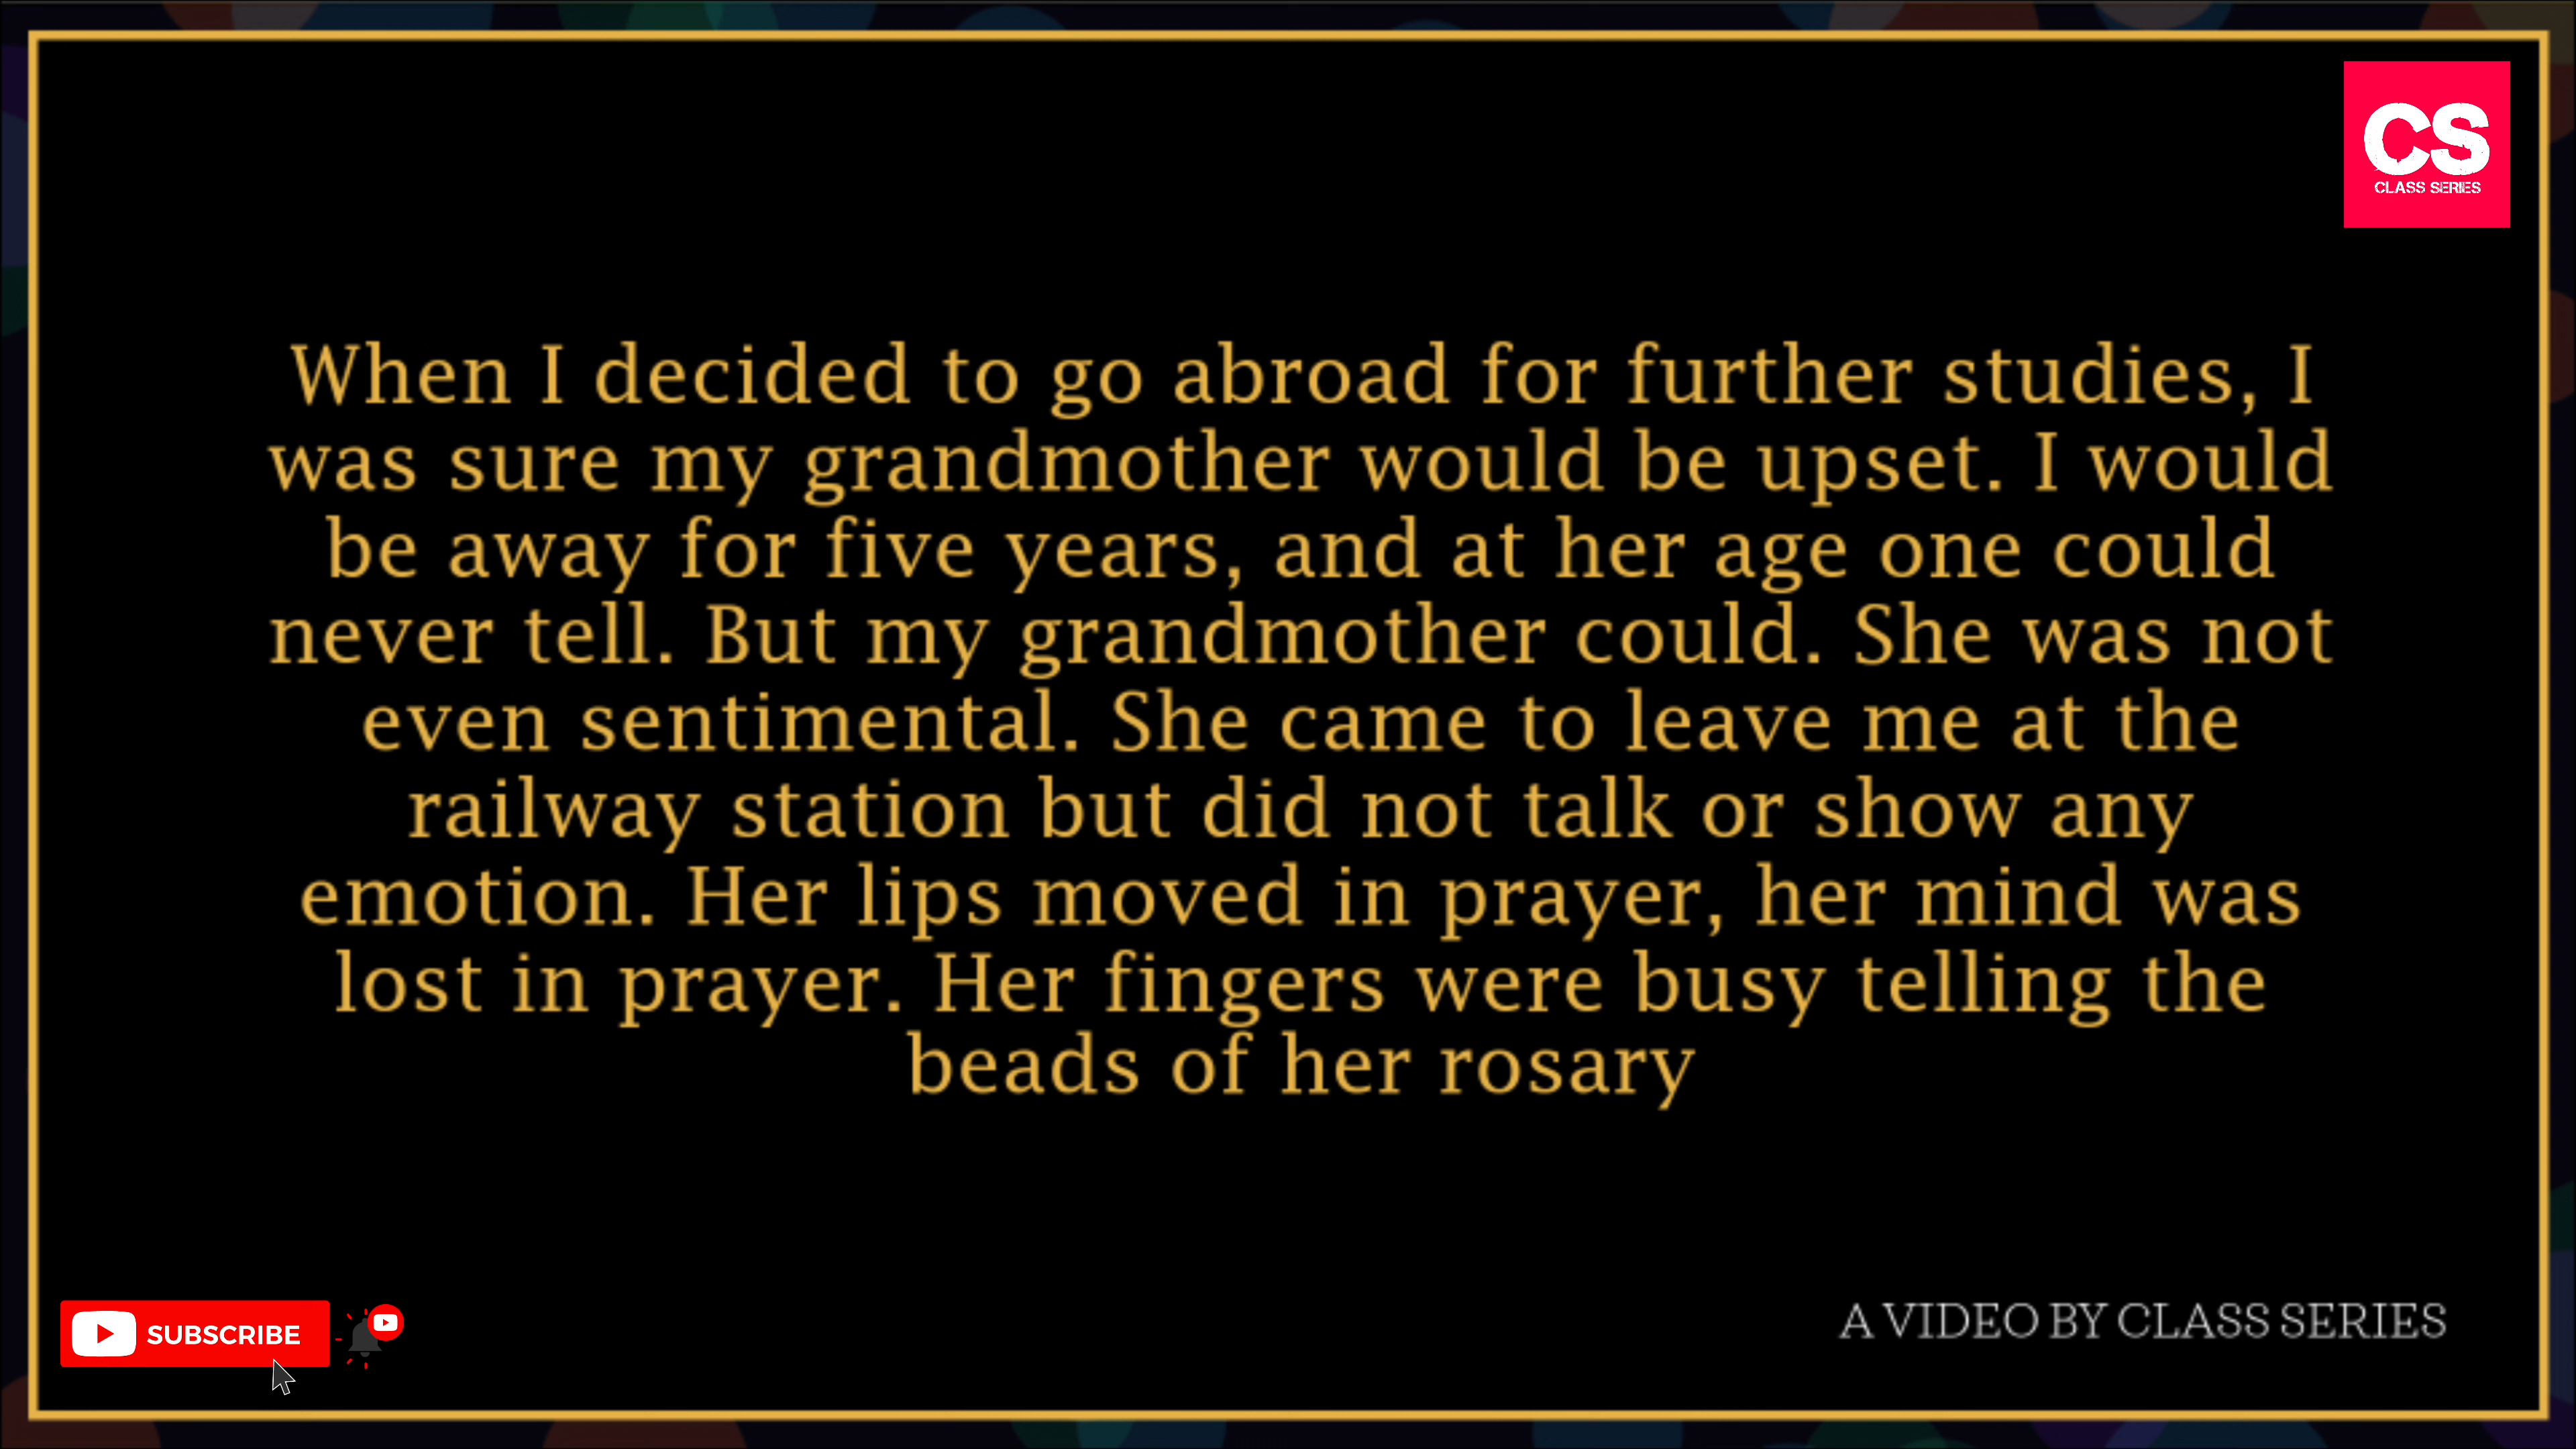 CS
CLASS SERIES
When I decided to go abroad for further studies, I
was sure my grandmother would be upset. I would
be away for five years, and at her age one could
never tell. But my grandmother could. She was not
even sentimental. She came to leave me at the
railway station but did not talk or show any
emotion. Her lips moved in prayer, her mind was
lost in prayer. Her fingers were busy telling the
beads of her rosary
SUBSCRIBE
A VIDEO BY CLASS SERIES